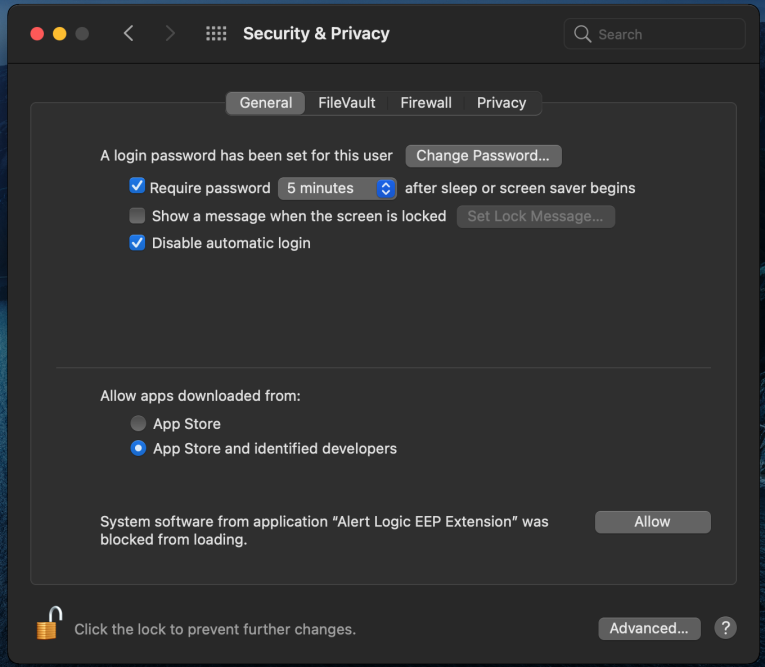 Security & Privacy
Search
General FileVault Firewall Privacy
A login password has been set for this user Change Password...
Require password 5 minutes after sleep or screen saver begins
Show a message when the screen is locked Set Lock Message...
Disable automatic login
Allow apps downloaded from:
App Store
App Store and identified developers
System software from application “Alert Logic EEP Extension” was
blocked from loading.
Allow
Click the lock to prevent further changes.
Advanced...
?